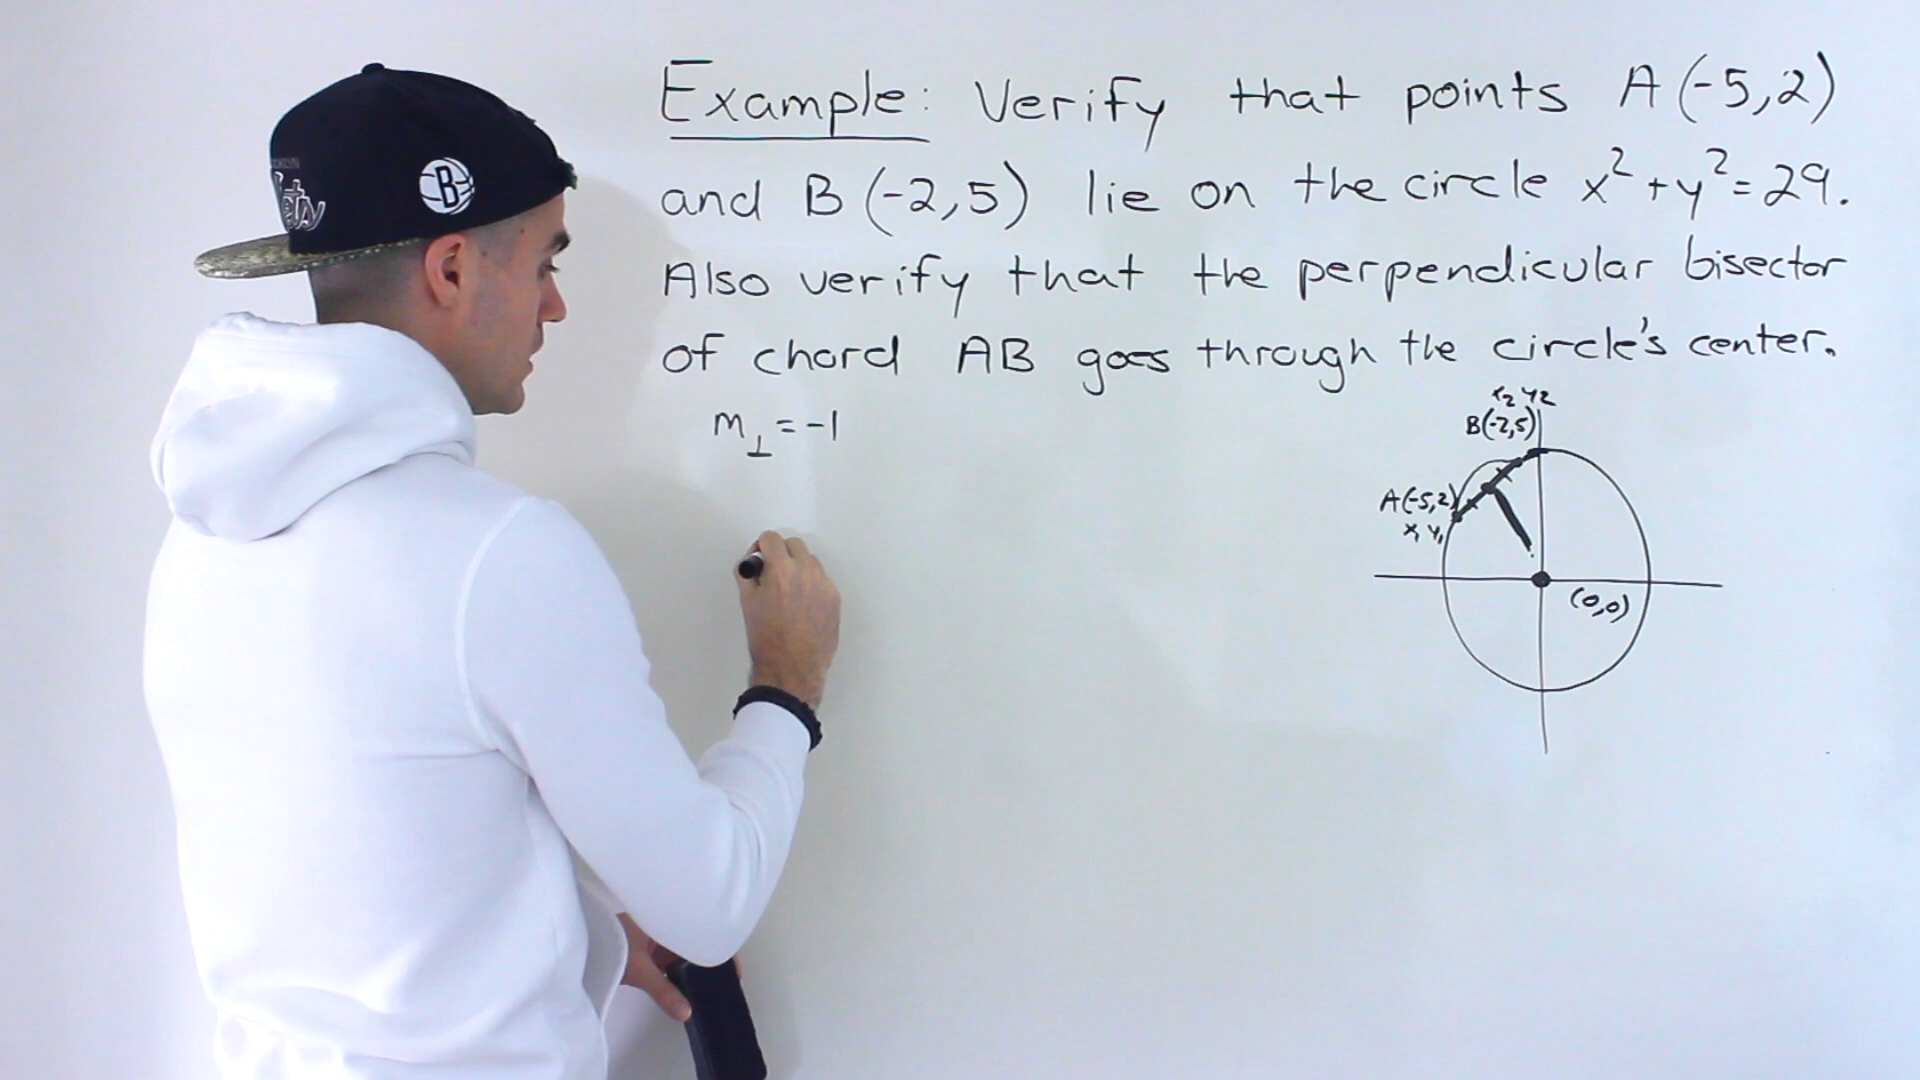 Example: Verify that points A(-5,2)
and B(-2,5) lie on the circle x²+y²=29.
Also verify that the perpendicular bisector
of chord AB goes through the circle's center.
m⊥ = -1
x₂ y₂
B(-2,5)
A(-5,2)
x₁ y₁
(0,0)
B